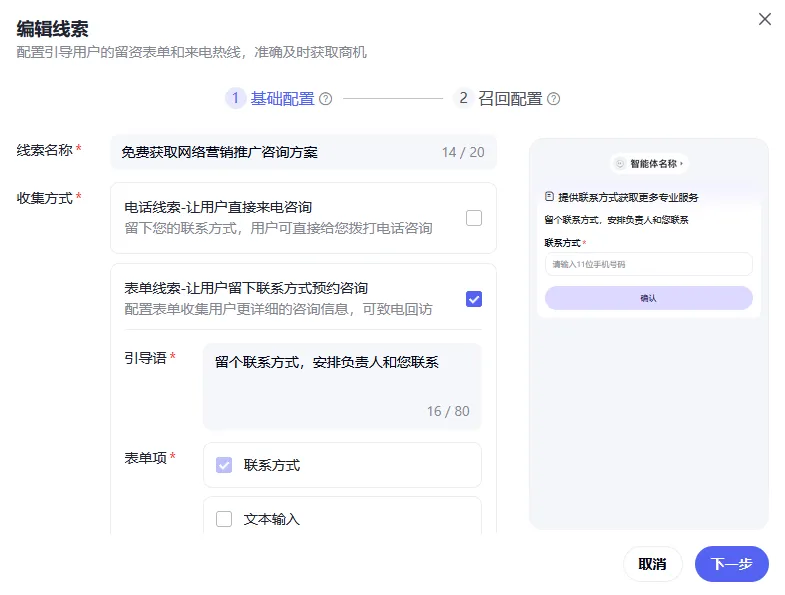 编辑线索
配置引导用户的留资表单和来电热线，准确及时获取商机
1 基础配置 2 召回配置
线索名称* 免费获取网络营销推广咨询方案 14 / 20
收集方式*
电话线索-让用户直接来电咨询
留下您的联系方式，用户可直接给您拨打电话咨询
表单线索-让用户留下联系方式预约咨询
配置表单收集用户更详细的咨询信息，可致电回访
引导语* 留个联系方式，安排负责人和您联系
16 / 80
表单项* 联系方式
文本输入
智能体名称
提供联系方式获取更多专业服务
留个联系方式，安排负责人和您联系
联系方式*
请输入11位手机号码
确认
取消 下一步